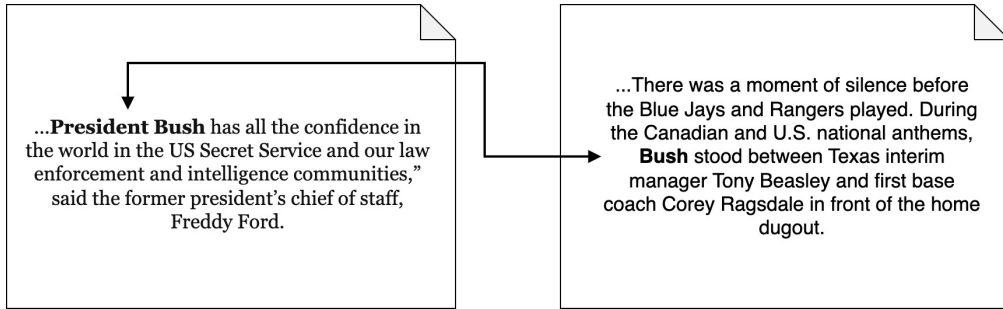 ...President Bush has all the confidence in
the world in the US Secret Service and our law
enforcement and intelligence communities,”
said the former president’s chief of staff,
Freddy Ford.
...There was a moment of silence before
the Blue Jays and Rangers played. During
the Canadian and U.S. national anthems,
Bush stood between Texas interim
manager Tony Beasley and first base
coach Corey Ragsdale in front of the home
dugout.